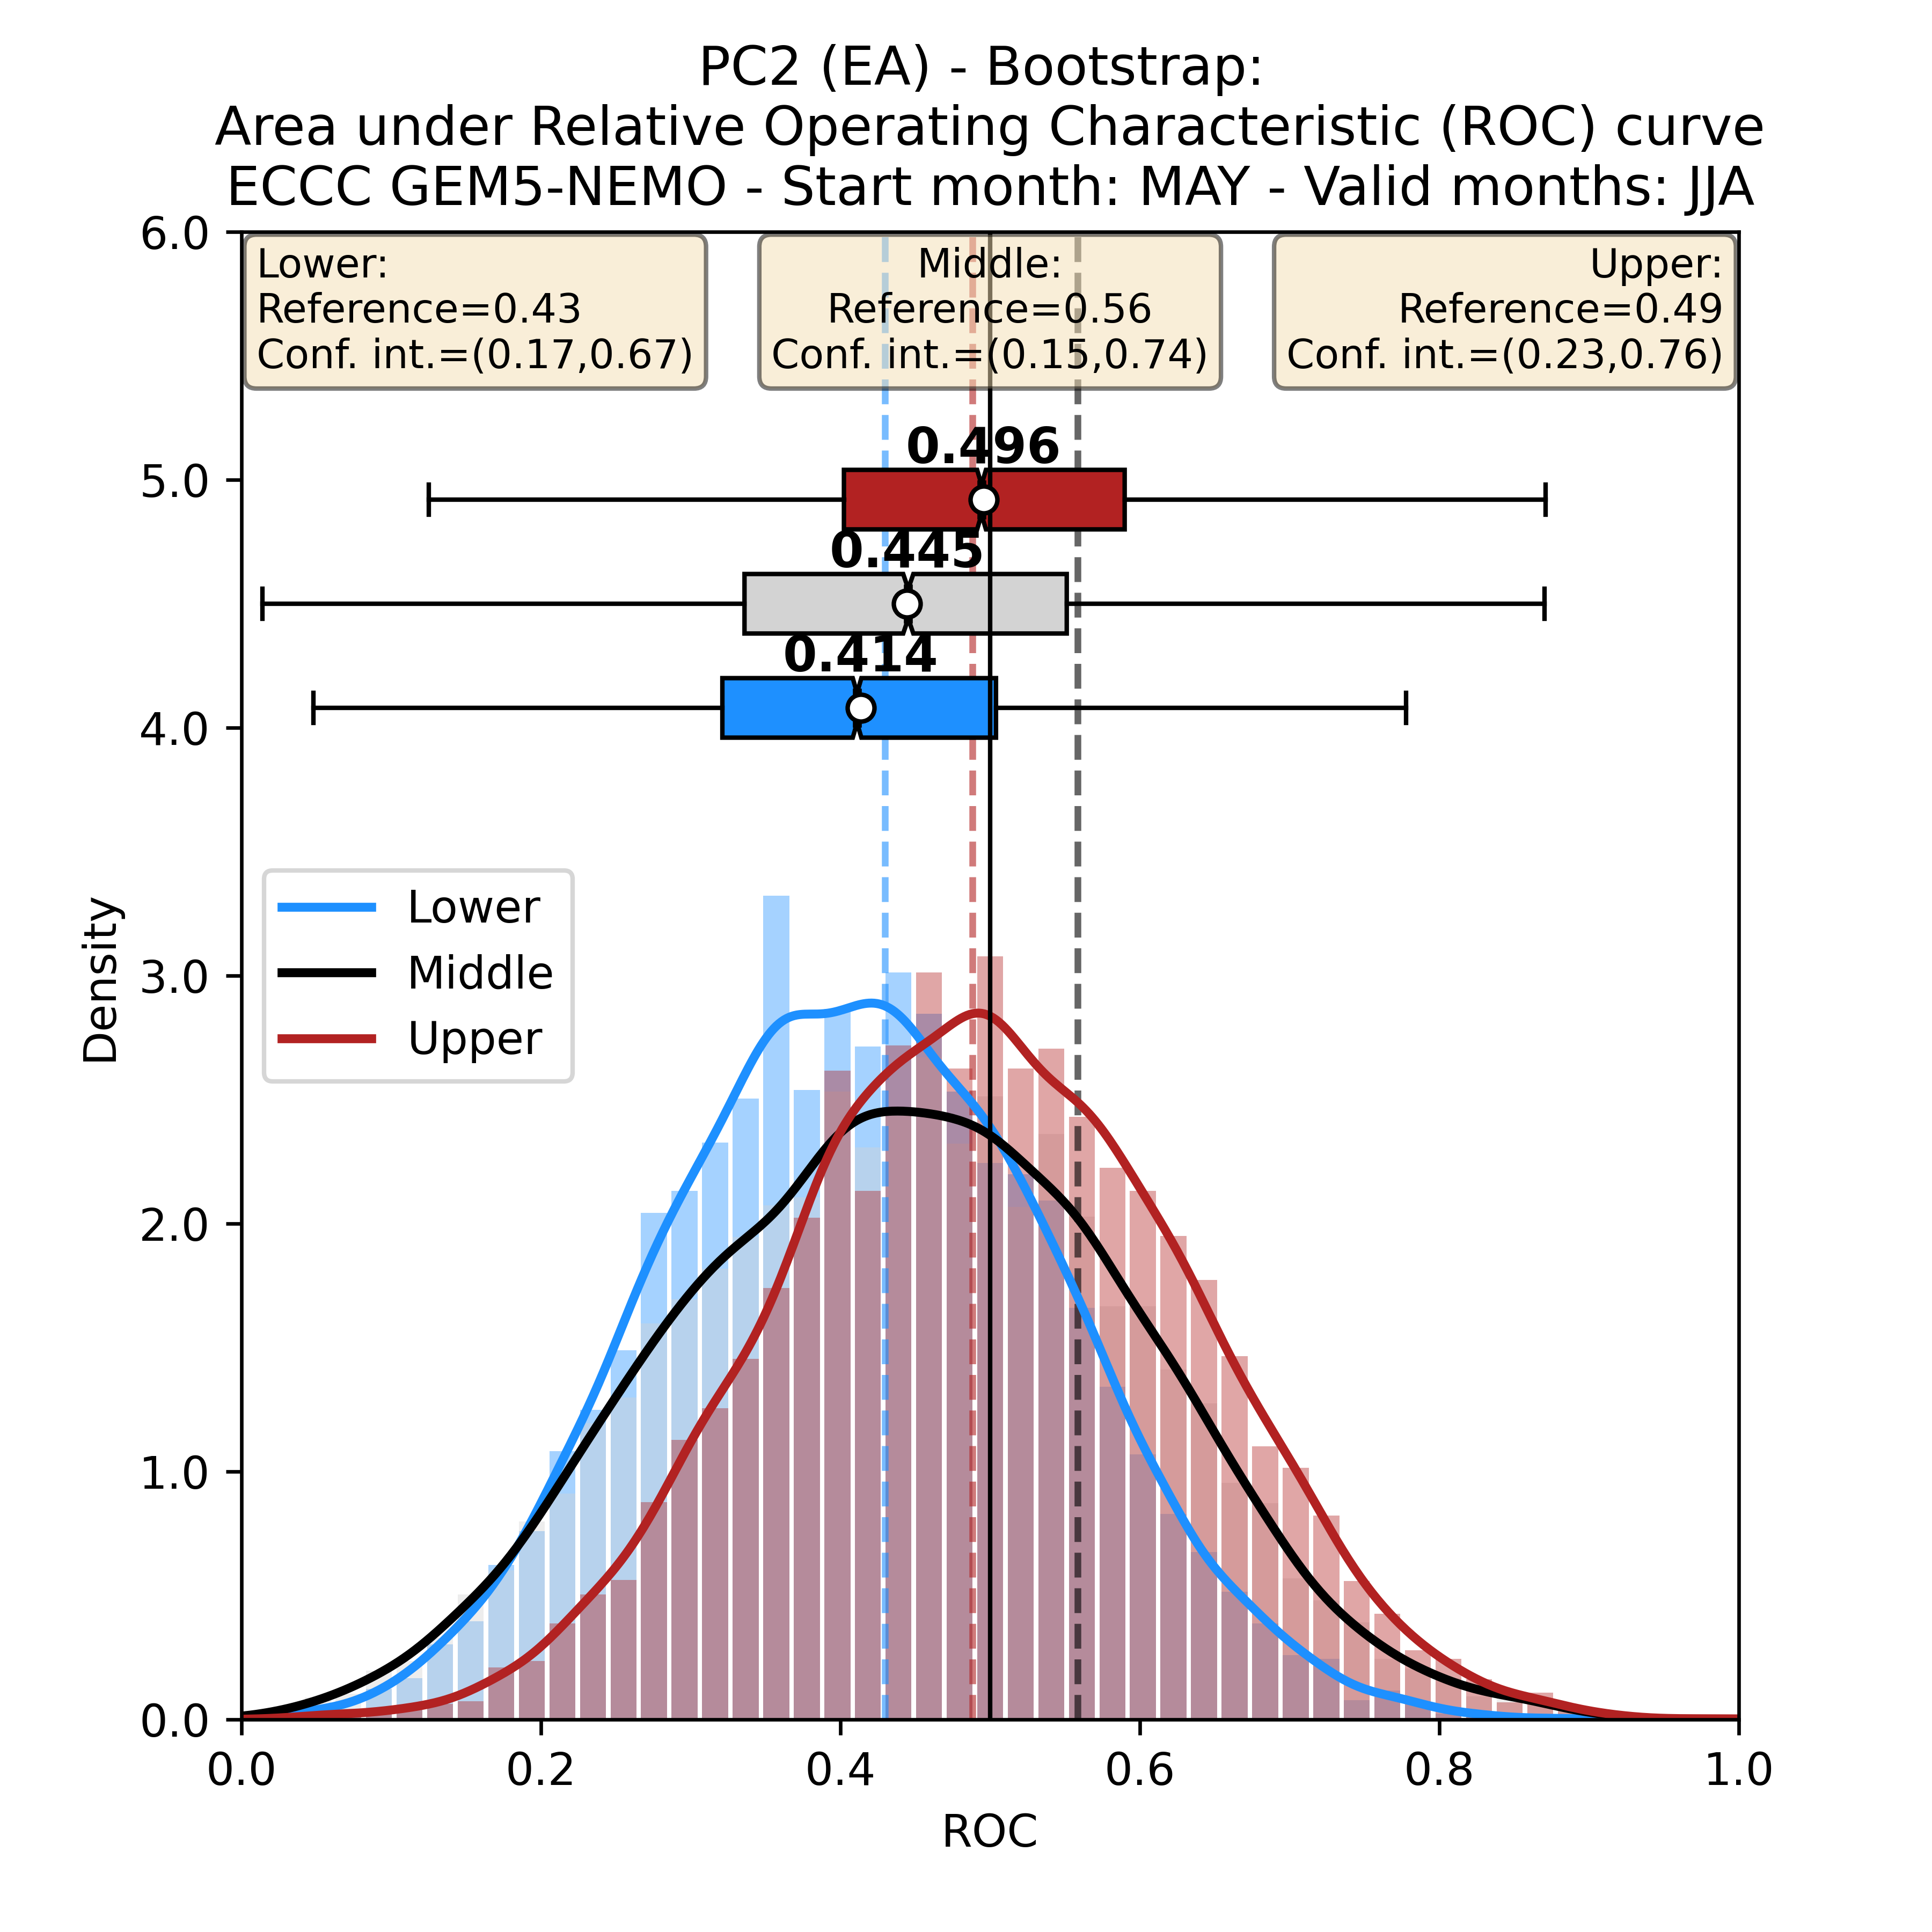 PC2 (EA) - Bootstrap:
Area under Relative Operating Characteristic (ROC) curve
ECCC GEM5-NEMO - Start month: MAY - Valid months: JJA
Lower:
Reference=0.43
Conf. int.=(0.17,0.67)
Middle:
Reference=0.56
Conf. int.=(0.15,0.74)
Upper:
Reference=0.49
Conf. int.=(0.23,0.76)
0.496
0.445
0.414
Lower
Middle
Upper
Density
6.0
5.0
4.0
3.0
2.0
1.0
0.0
0.0 0.2 0.4 0.6 0.8 1.0
ROC